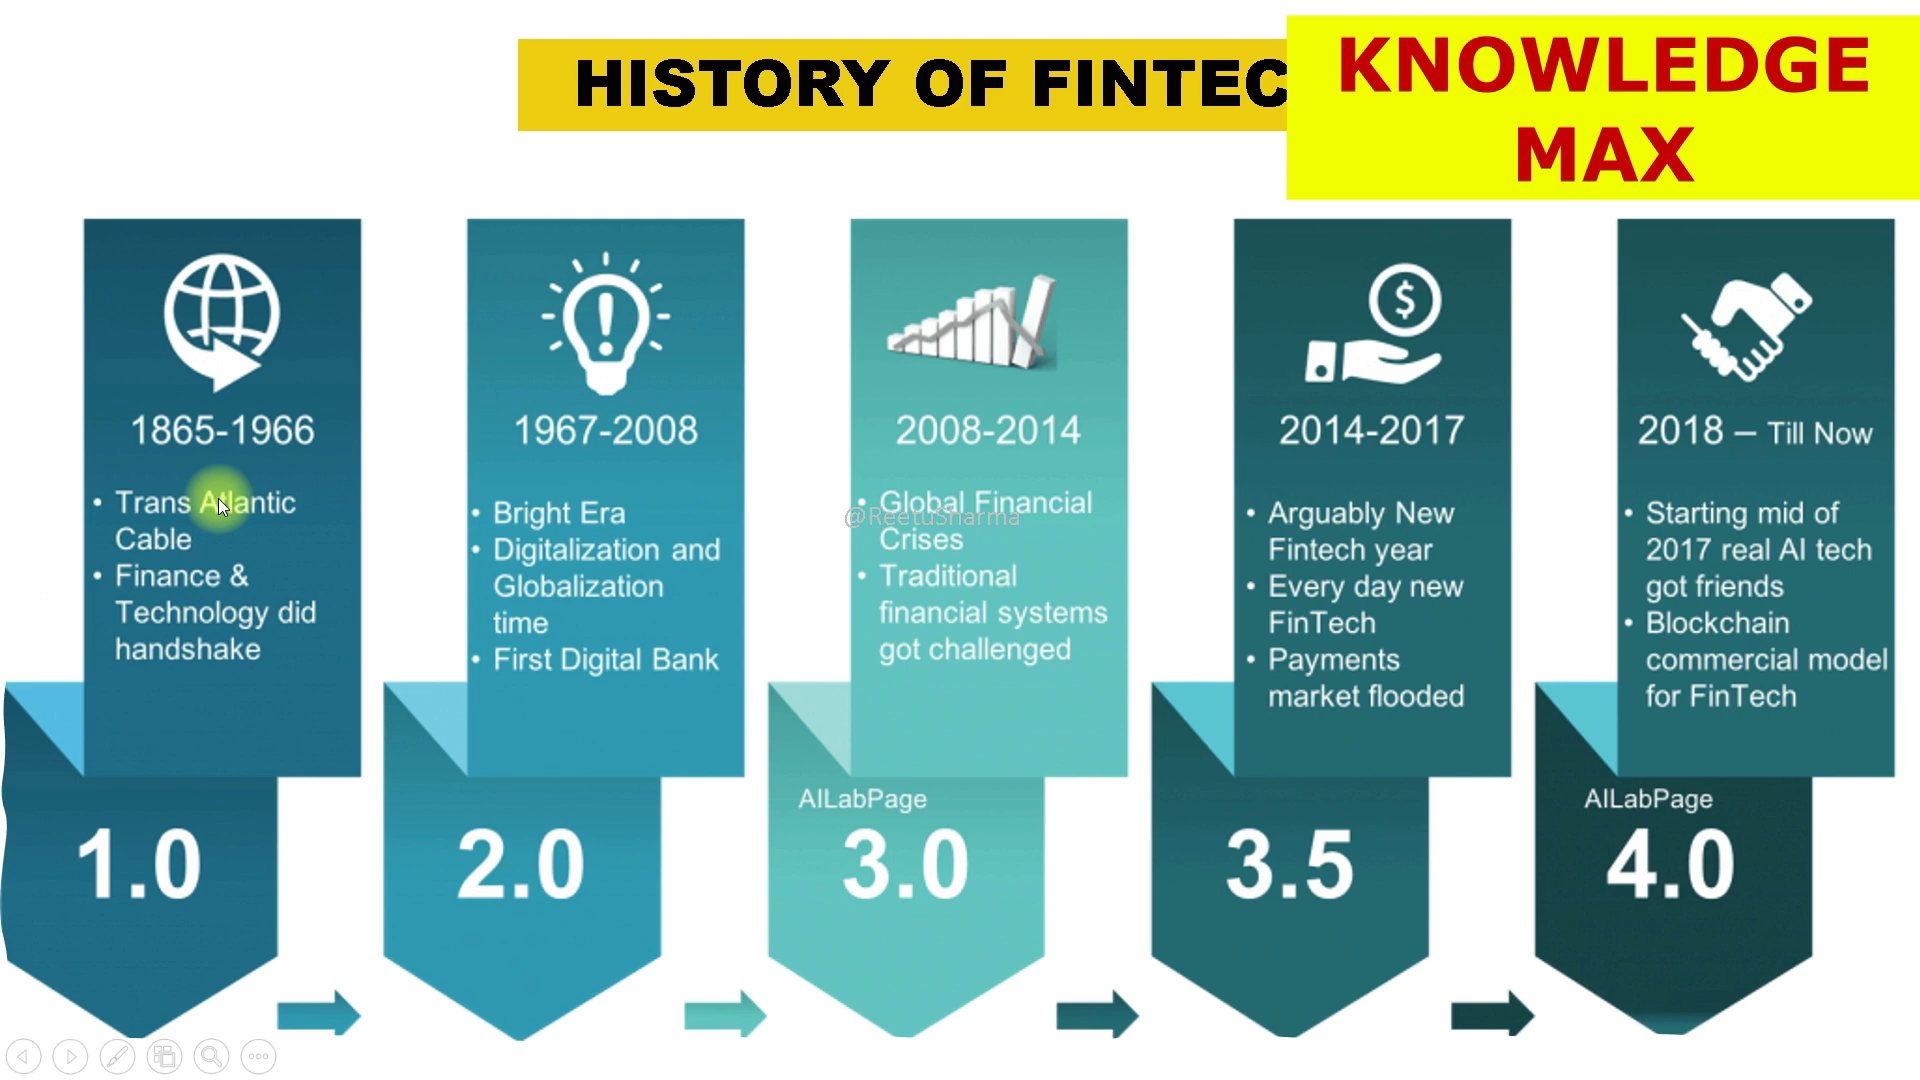 HISTORY OF FINTEC
KNOWLEDGE
MAX
1865-1966
• Trans Atlantic
Cable
• Finance &
Technology did
handshake
1.0
1967-2008
• Bright Era
• Digitalization and
Globalization
time
• First Digital Bank
2.0
2008-2014
• Global Financial
@ReetuSharma
Crises
• Traditional
financial systems
got challenged
AILabPage
3.0
2014-2017
• Arguably New
Fintech year
• Every day new
FinTech
• Payments
market flooded
3.5
2018 – Till Now
• Starting mid of
2017 real AI tech
got friends
• Blockchain
commercial model
for FinTech
AILabPage
4.0